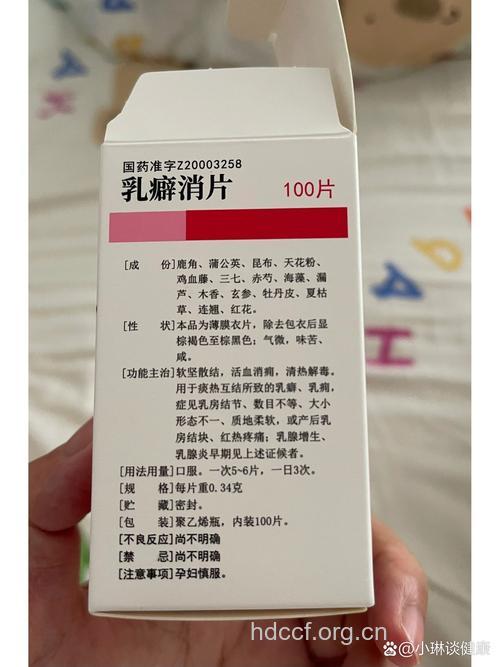 国药准字Z20003258
乳癖消片 100片
[成　份]鹿角、蒲公英、昆布、天花粉、
鸡血藤、三七、赤芍、海藻、漏
芦、木香、玄参、牡丹皮、夏枯
草、连翘、红花。
[性　状]本品为薄膜衣片，除去包衣后显
棕褐色至棕黑色；气微，味苦、
咸。
[功能主治]软坚散结，活血消痈，清热解毒。
用于痰热互结所致的乳癖、乳痈，
症见乳房结节、数目不等、大小
形态不一、质地柔软，或产后乳
房结块、红热疼痛；乳腺增生、
乳腺炎早期见上述证候者。
[用法用量]口服。一次5~6片，一日3次。
[规　格]每片重0.34克
[贮　藏]密封。
[包　装]聚乙烯瓶，内装100片。
[不良反应]尚不明确
[禁　忌]尚不明确
[注意事项]孕妇慎服。
hdccf.org.cn
@小琳谈健康